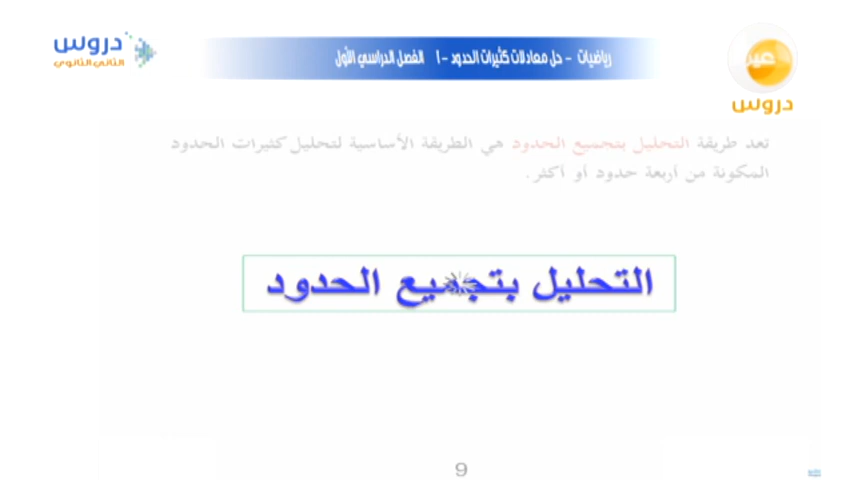 دروس
الثاني الثانوي
رياضيات - حل معادلات كثيرات الحدود - 1 الفصل الدراسي الأول
عين
دروس
تعد طريقة التحليل بتجميع الحدود هي الطريقة الأساسية لتحليل كثيرات الحدود
المكونة من أربعة حدود أو أكثر .
التحليل بتجميع الحدود
9